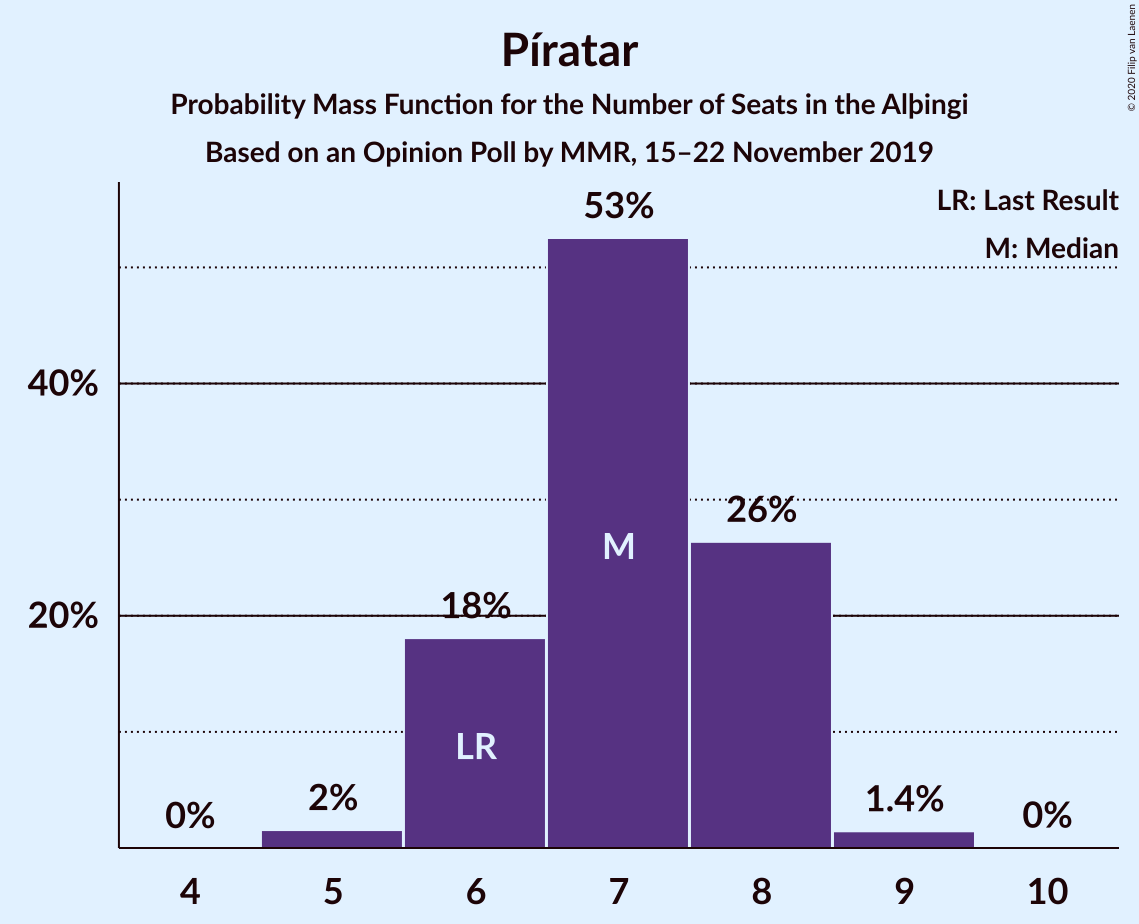 Píratar
Probability Mass Function for the Number of Seats in the Alþingi
Based on an Opinion Poll by MMR, 15–22 November 2019
© 2020 Filip van Laenen
LR: Last Result
M: Median
53%
40%
26%
M
20%
18%
LR
0%
2%
1.4%
0%
4 5 6 7 8 9 10